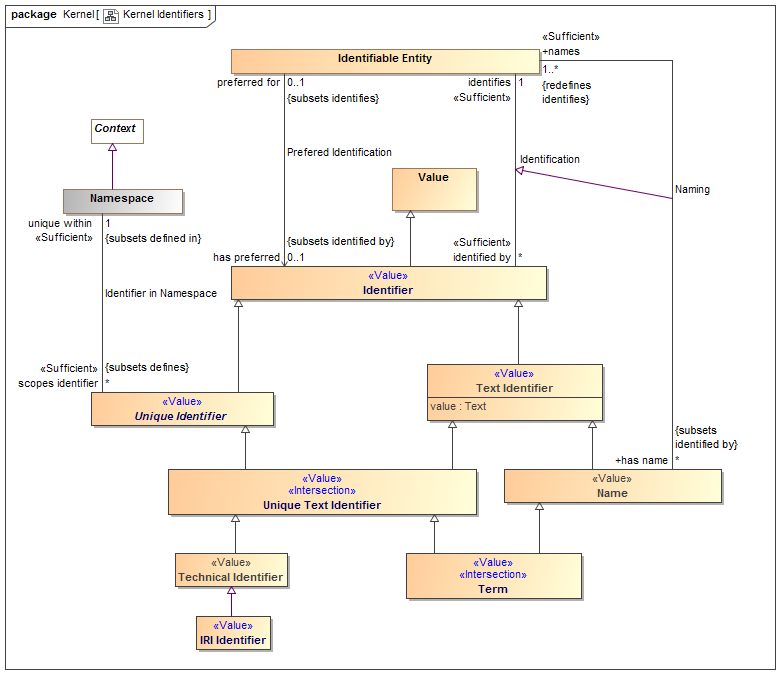 package Kernel[ Kernel Identifiers ]
Identifiable Entity
«Sufficient»
+names
1..*
{redefines
identifies}
preferred for 0..1
{subsets identifies}
identifies 1
«Sufficient»
Context
Prefered Identification
Identification
Value
Naming
Namespace
unique within 1
«Sufficient» {subsets defined in}
{subsets identified by}
has preferred 0..1
«Sufficient»
identified by *
«Value»
Identifier
Identifier in Namespace
«Sufficient» {subsets defines}
scopes identifier *
«Value»
Unique Identifier
«Value»
Text Identifier
value : Text
{subsets
identified by}
+has name *
«Value»
«Intersection»
Unique Text Identifier
«Value»
Name
«Value»
Technical Identifier
«Value»
«Intersection»
Term
«Value»
IRI Identifier